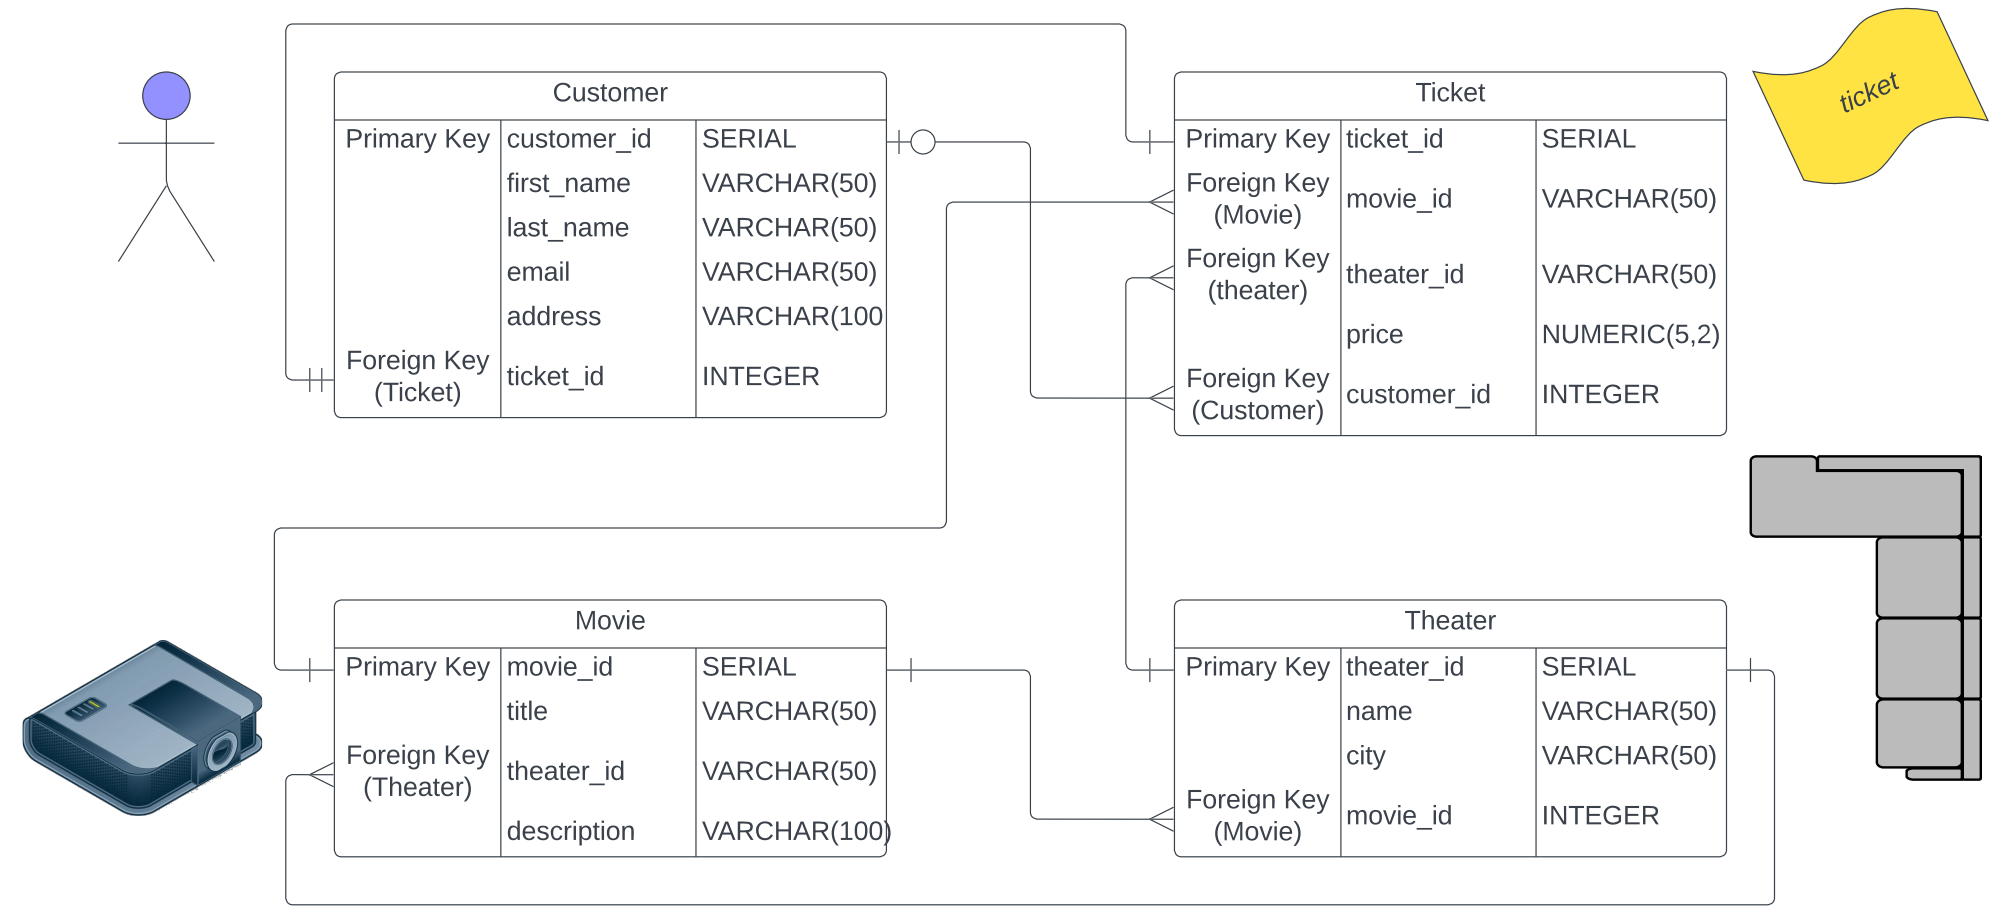 Customer
Primary Key customer_id SERIAL
first_name VARCHAR(50)
last_name VARCHAR(50)
email VARCHAR(50)
address VARCHAR(100
Foreign Key
(Ticket) ticket_id INTEGER
Ticket
Primary Key ticket_id SERIAL
Foreign Key
(Movie) movie_id VARCHAR(50)
Foreign Key
(theater) theater_id VARCHAR(50)
price NUMERIC(5,2)
Foreign Key
(Customer) customer_id INTEGER
ticket
Movie
Primary Key movie_id SERIAL
title VARCHAR(50)
Foreign Key
(Theater) theater_id VARCHAR(50)
description VARCHAR(100)
Theater
Primary Key theater_id SERIAL
name VARCHAR(50)
city VARCHAR(50)
Foreign Key
(Movie) movie_id INTEGER